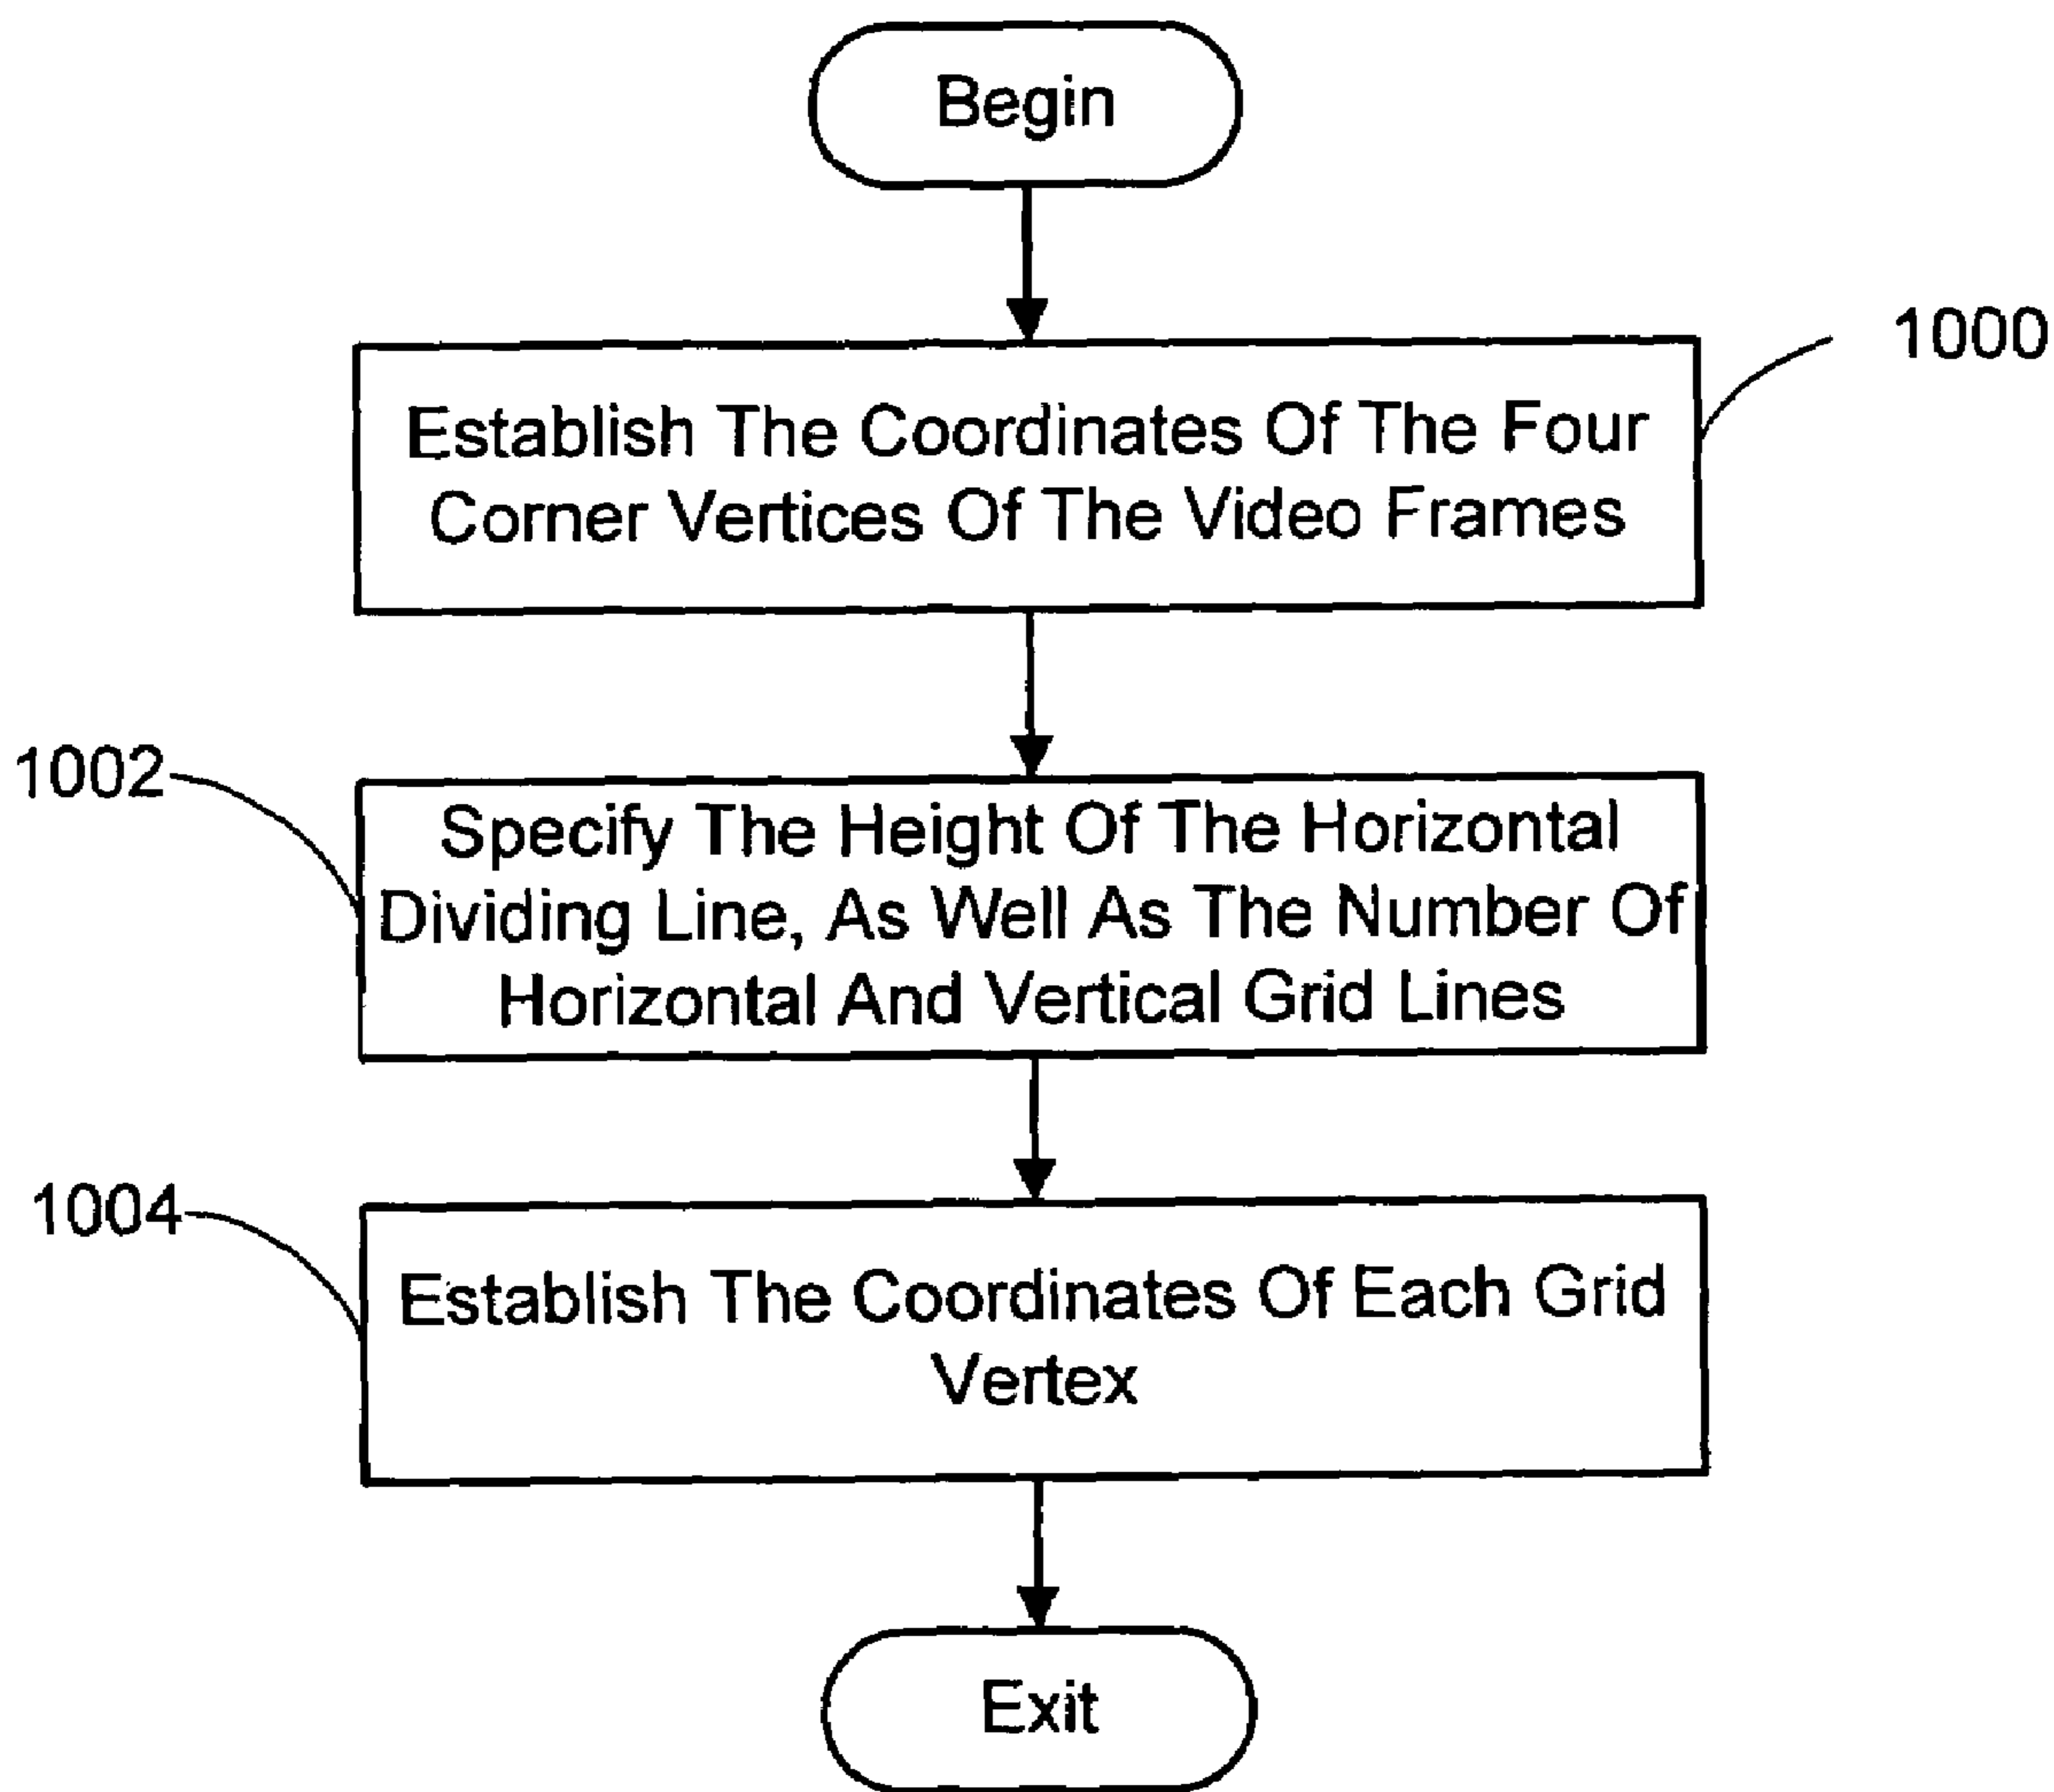 Begin
1000
Establish The Coordinates Of The Four
Corner Vertices Of The Video Frames
1002
Specify The Height Of The Horizontal
Dividing Line, As Well As The Number Of
Horizontal And Vertical Grid Lines
1004
Establish The Coordinates Of Each Grid
Vertex
Exit